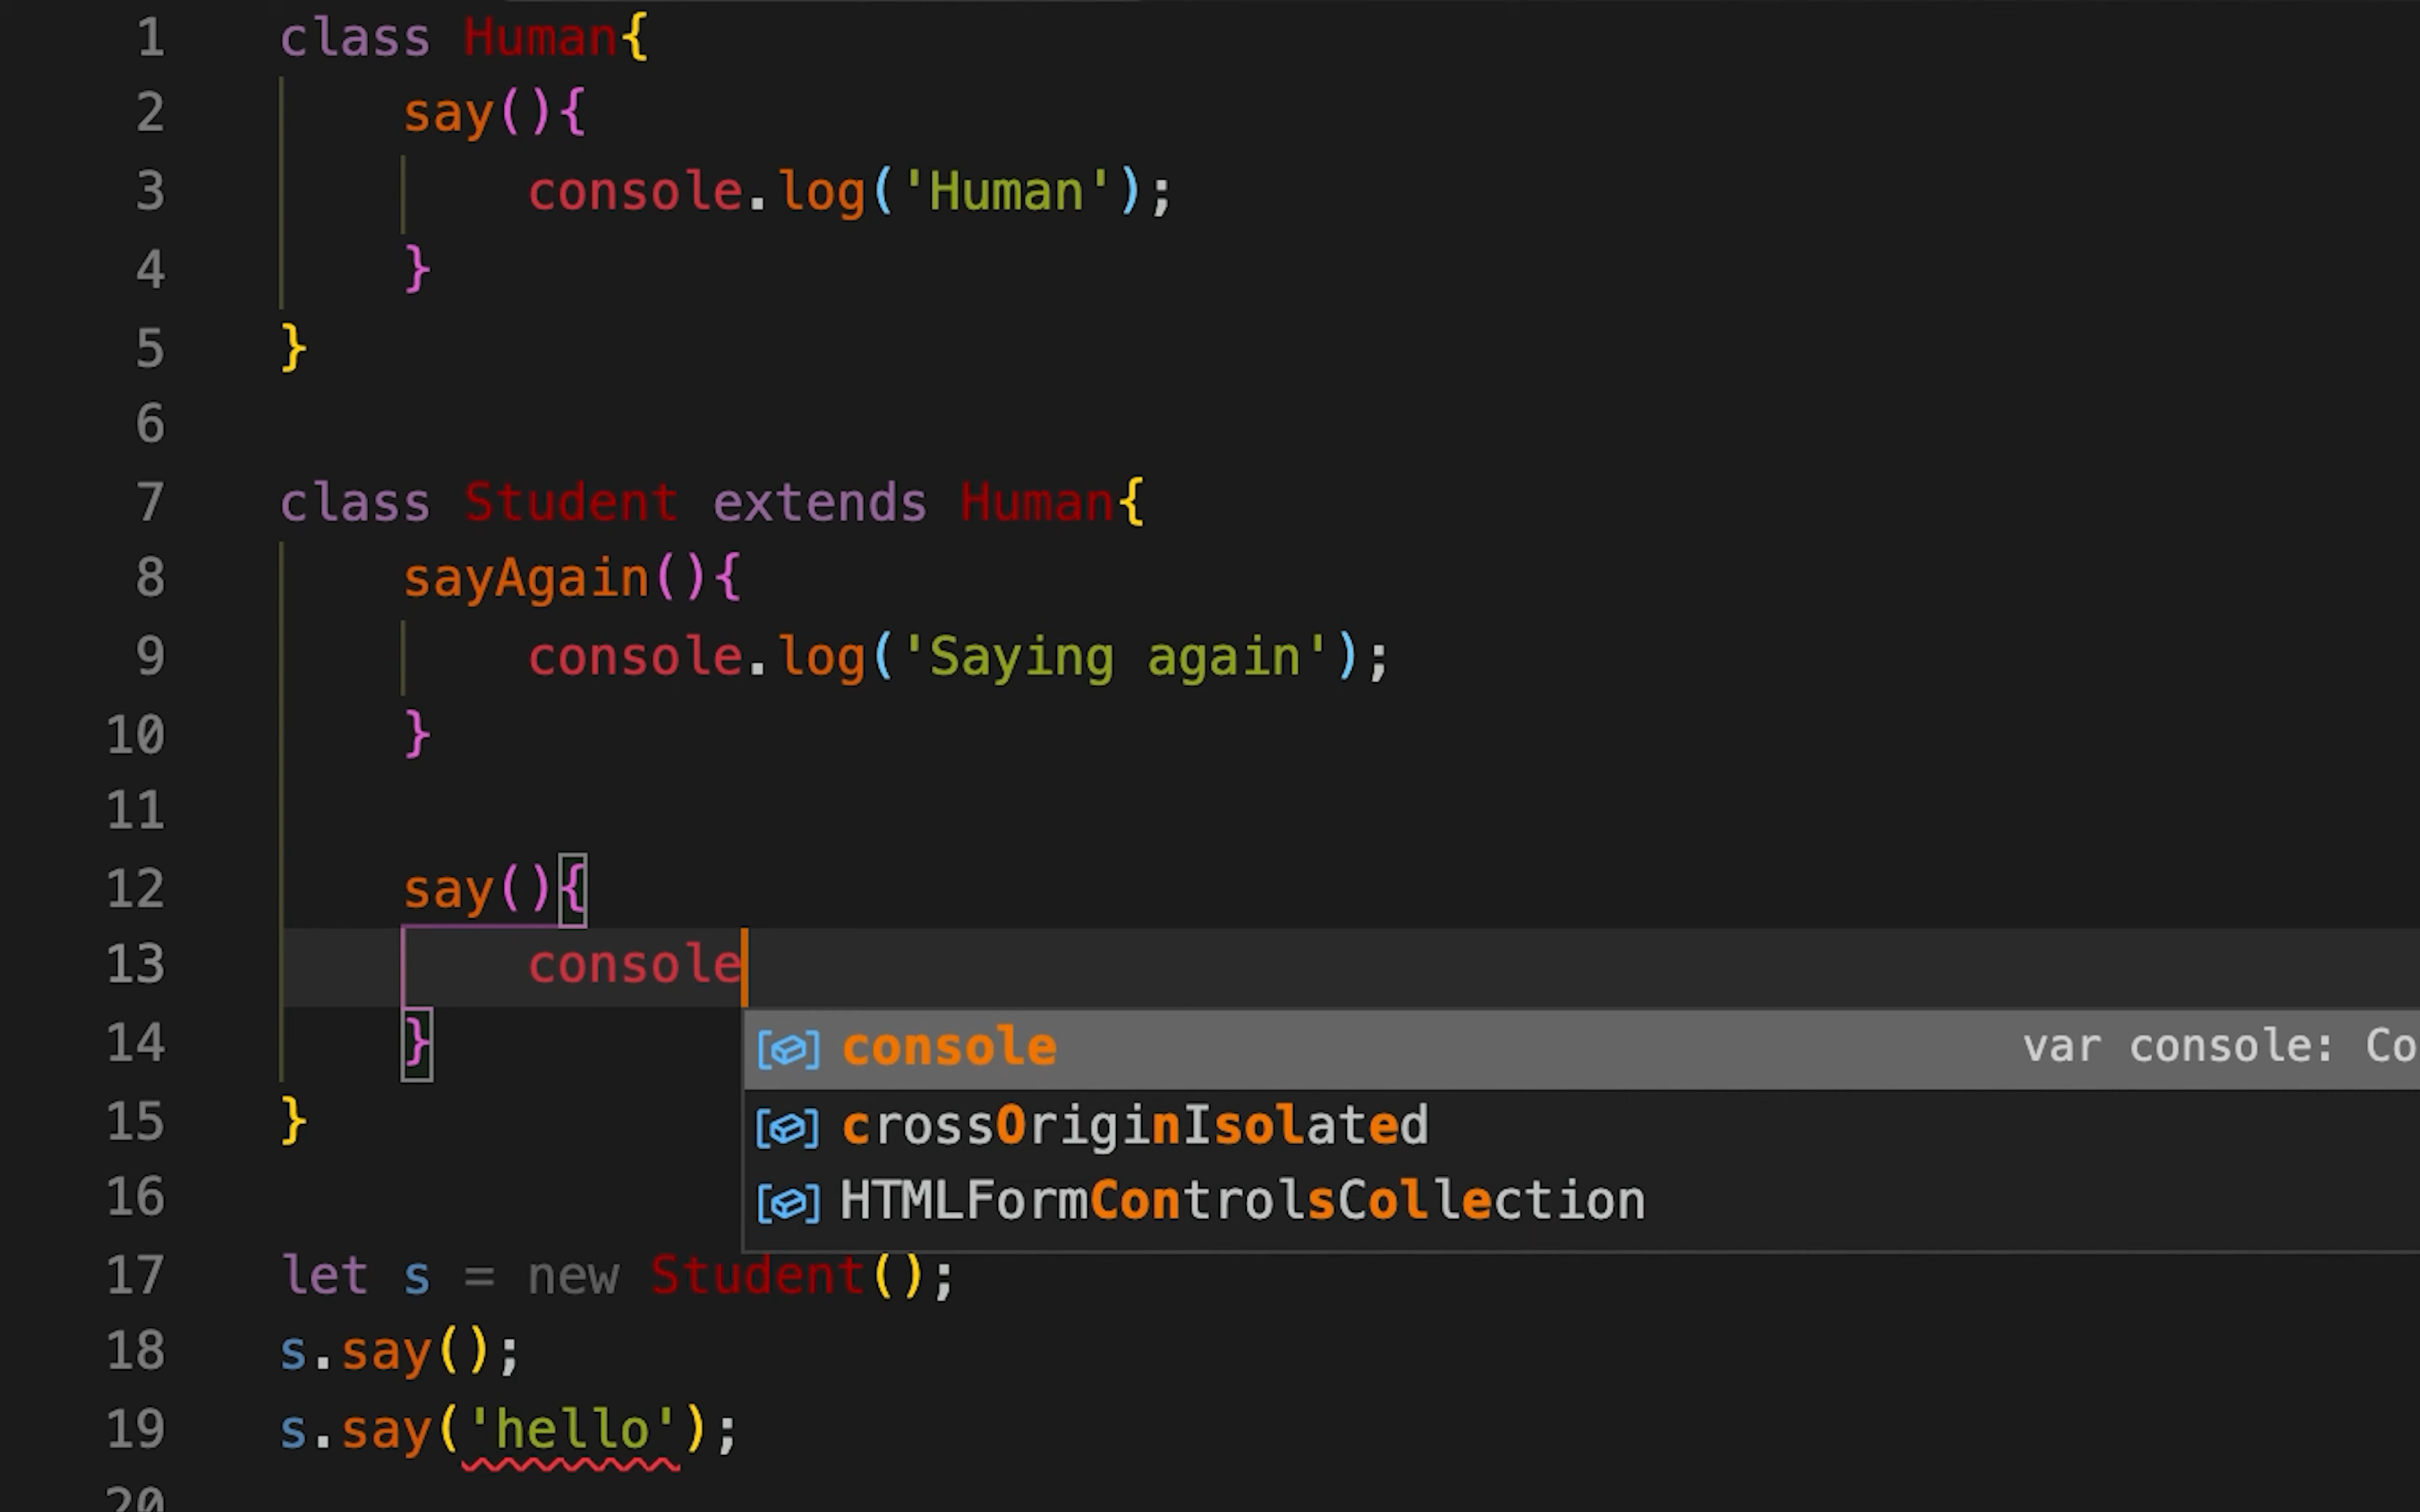 1 class Human{
2 say(){
3 console.log('Human');
4 }
5 }
6
7 class Student extends Human{
8 sayAgain(){
9 console.log('Saying again');
10 }
11
12 say(){
13 console
14 }
console var console: Co
15 }
crossOriginIsolated
16
HTMLFormControlsCollection
17 let s = new Student();
18 s.say();
19 s.say('hello');
20